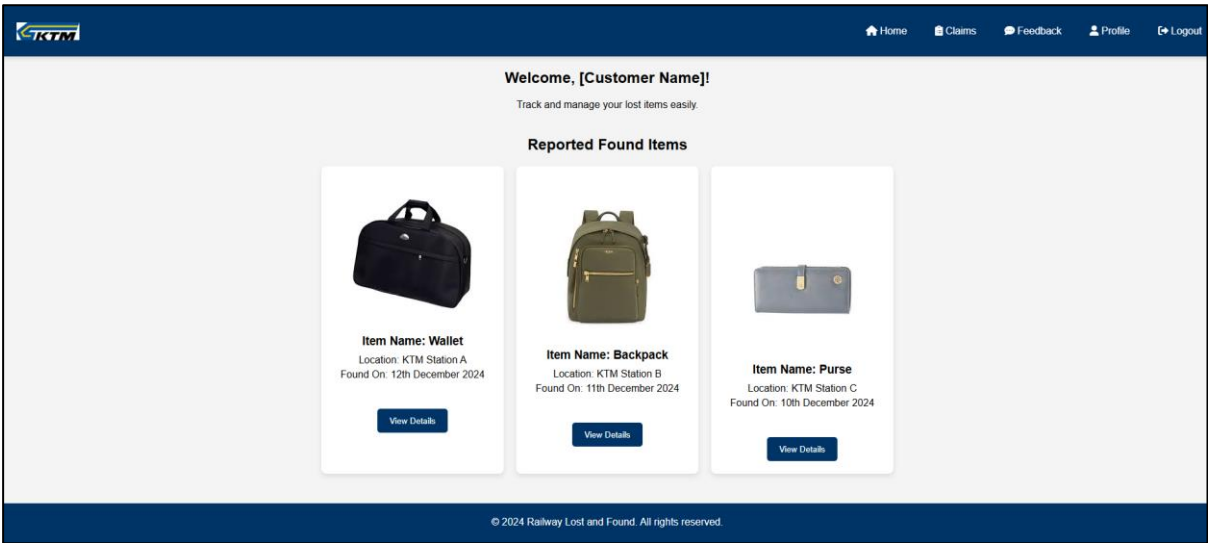 KTM
Home
Claims
Feedback
Profile
Logout
Welcome, [Customer Name]!
Track and manage your lost items easily.
Reported Found Items
Item Name: Wallet
Location: KTM Station A
Found On: 12th December 2024
View Details
Item Name: Backpack
Location: KTM Station B
Found On: 11th December 2024
View Details
Item Name: Purse
Location: KTM Station C
Found On: 10th December 2024
View Details
© 2024 Railway Lost and Found. All rights reserved.